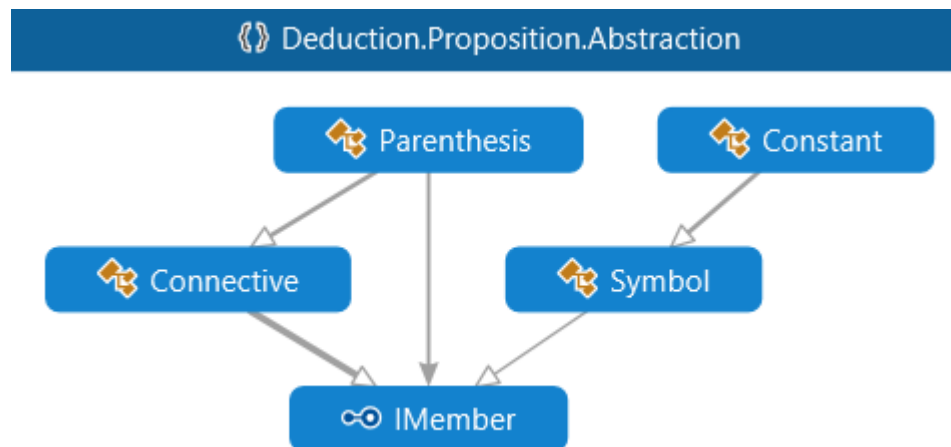 Deduction.Proposition.Abstraction
Parenthesis
Constant
Connective
Symbol
IMember